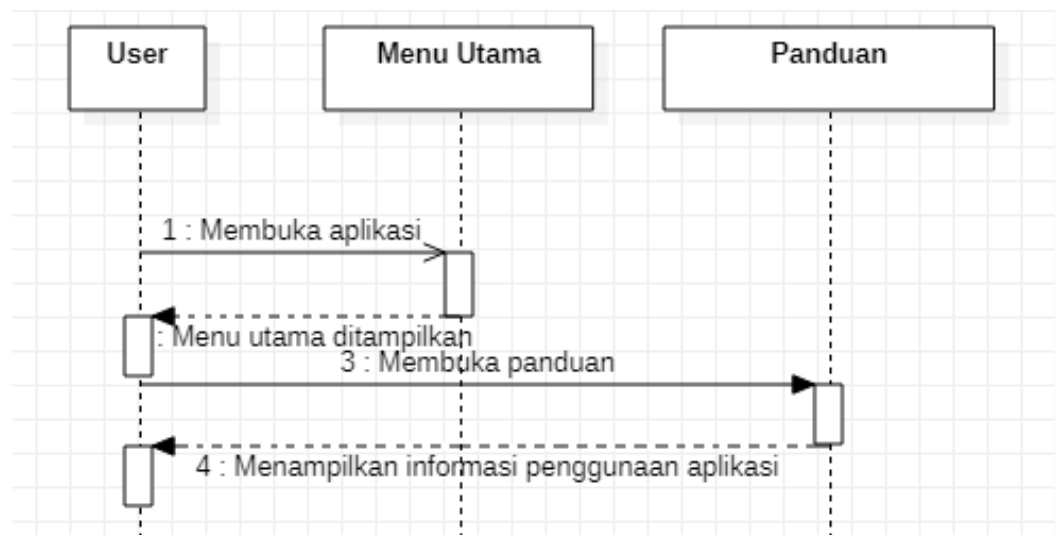 User
Menu Utama
Panduan
1 : Membuka aplikasi
: Menu utama ditampilkan
3 : Membuka panduan
4 : Menampilkan informasi penggunaan aplikasi